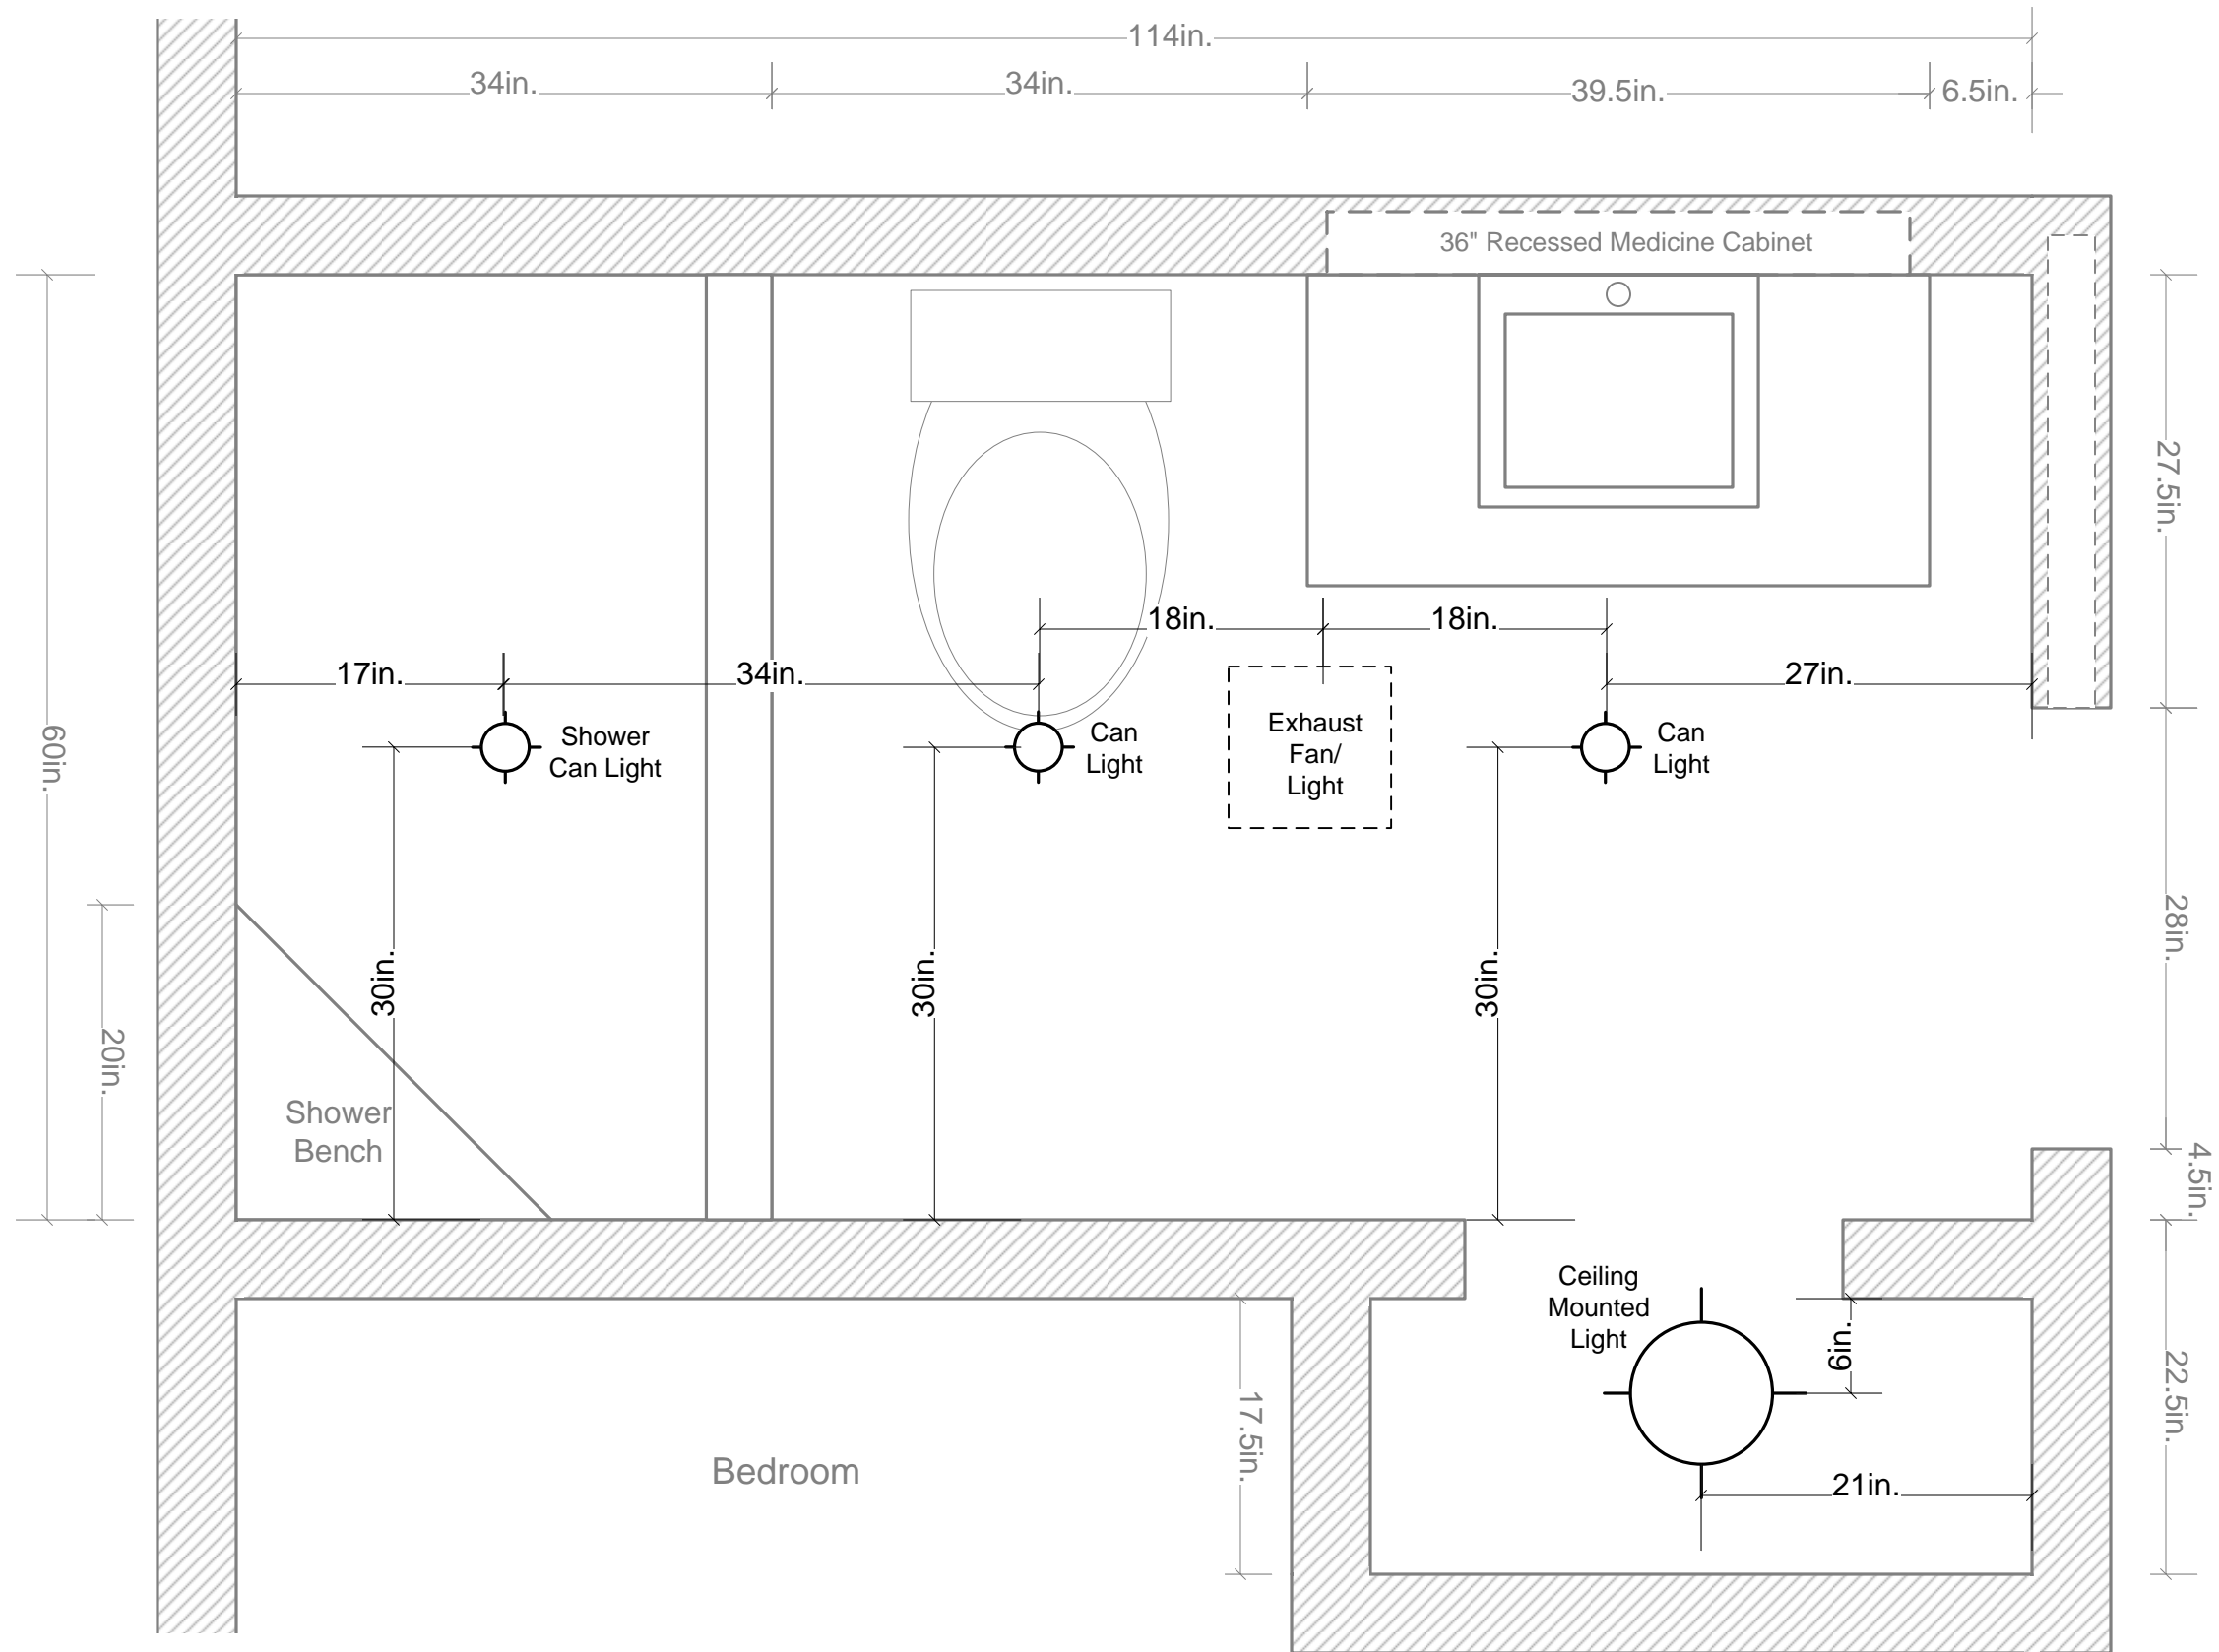 114in.
34in.
34in.
39.5in.
6.5in.
36" Recessed Medicine Cabinet
27.5in.
18in.
18in.
17in.
34in.
27in.
Shower
Can Light
Can
Light
Exhaust
Fan/
Light
Can
Light
60in.
28in.
30in.
30in.
30in.
20in.
Shower
Bench
4.5in.
Ceiling
Mounted
Light
6in.
22.5in.
17.5in.
Bedroom
21in.